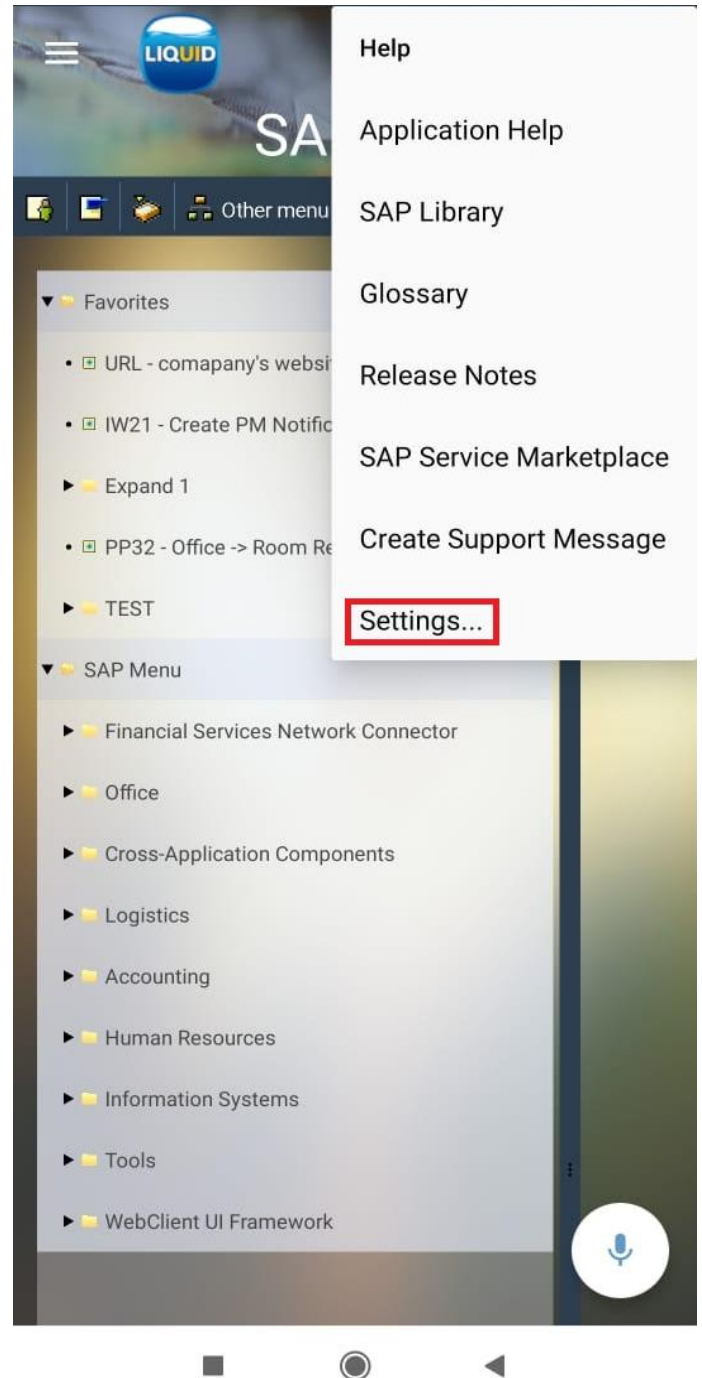 LIQUID
SA
Other menu
Favorites
URL - comapany's websi
IW21 - Create PM Notific
Expand 1
PP32 - Office -> Room Re
TEST
SAP Menu
Financial Services Network Connector
Office
Cross-Application Components
Logistics
Accounting
Human Resources
Information Systems
Tools
WebClient UI Framework
Help
Application Help
SAP Library
Glossary
Release Notes
SAP Service Marketplace
Create Support Message
Settings...